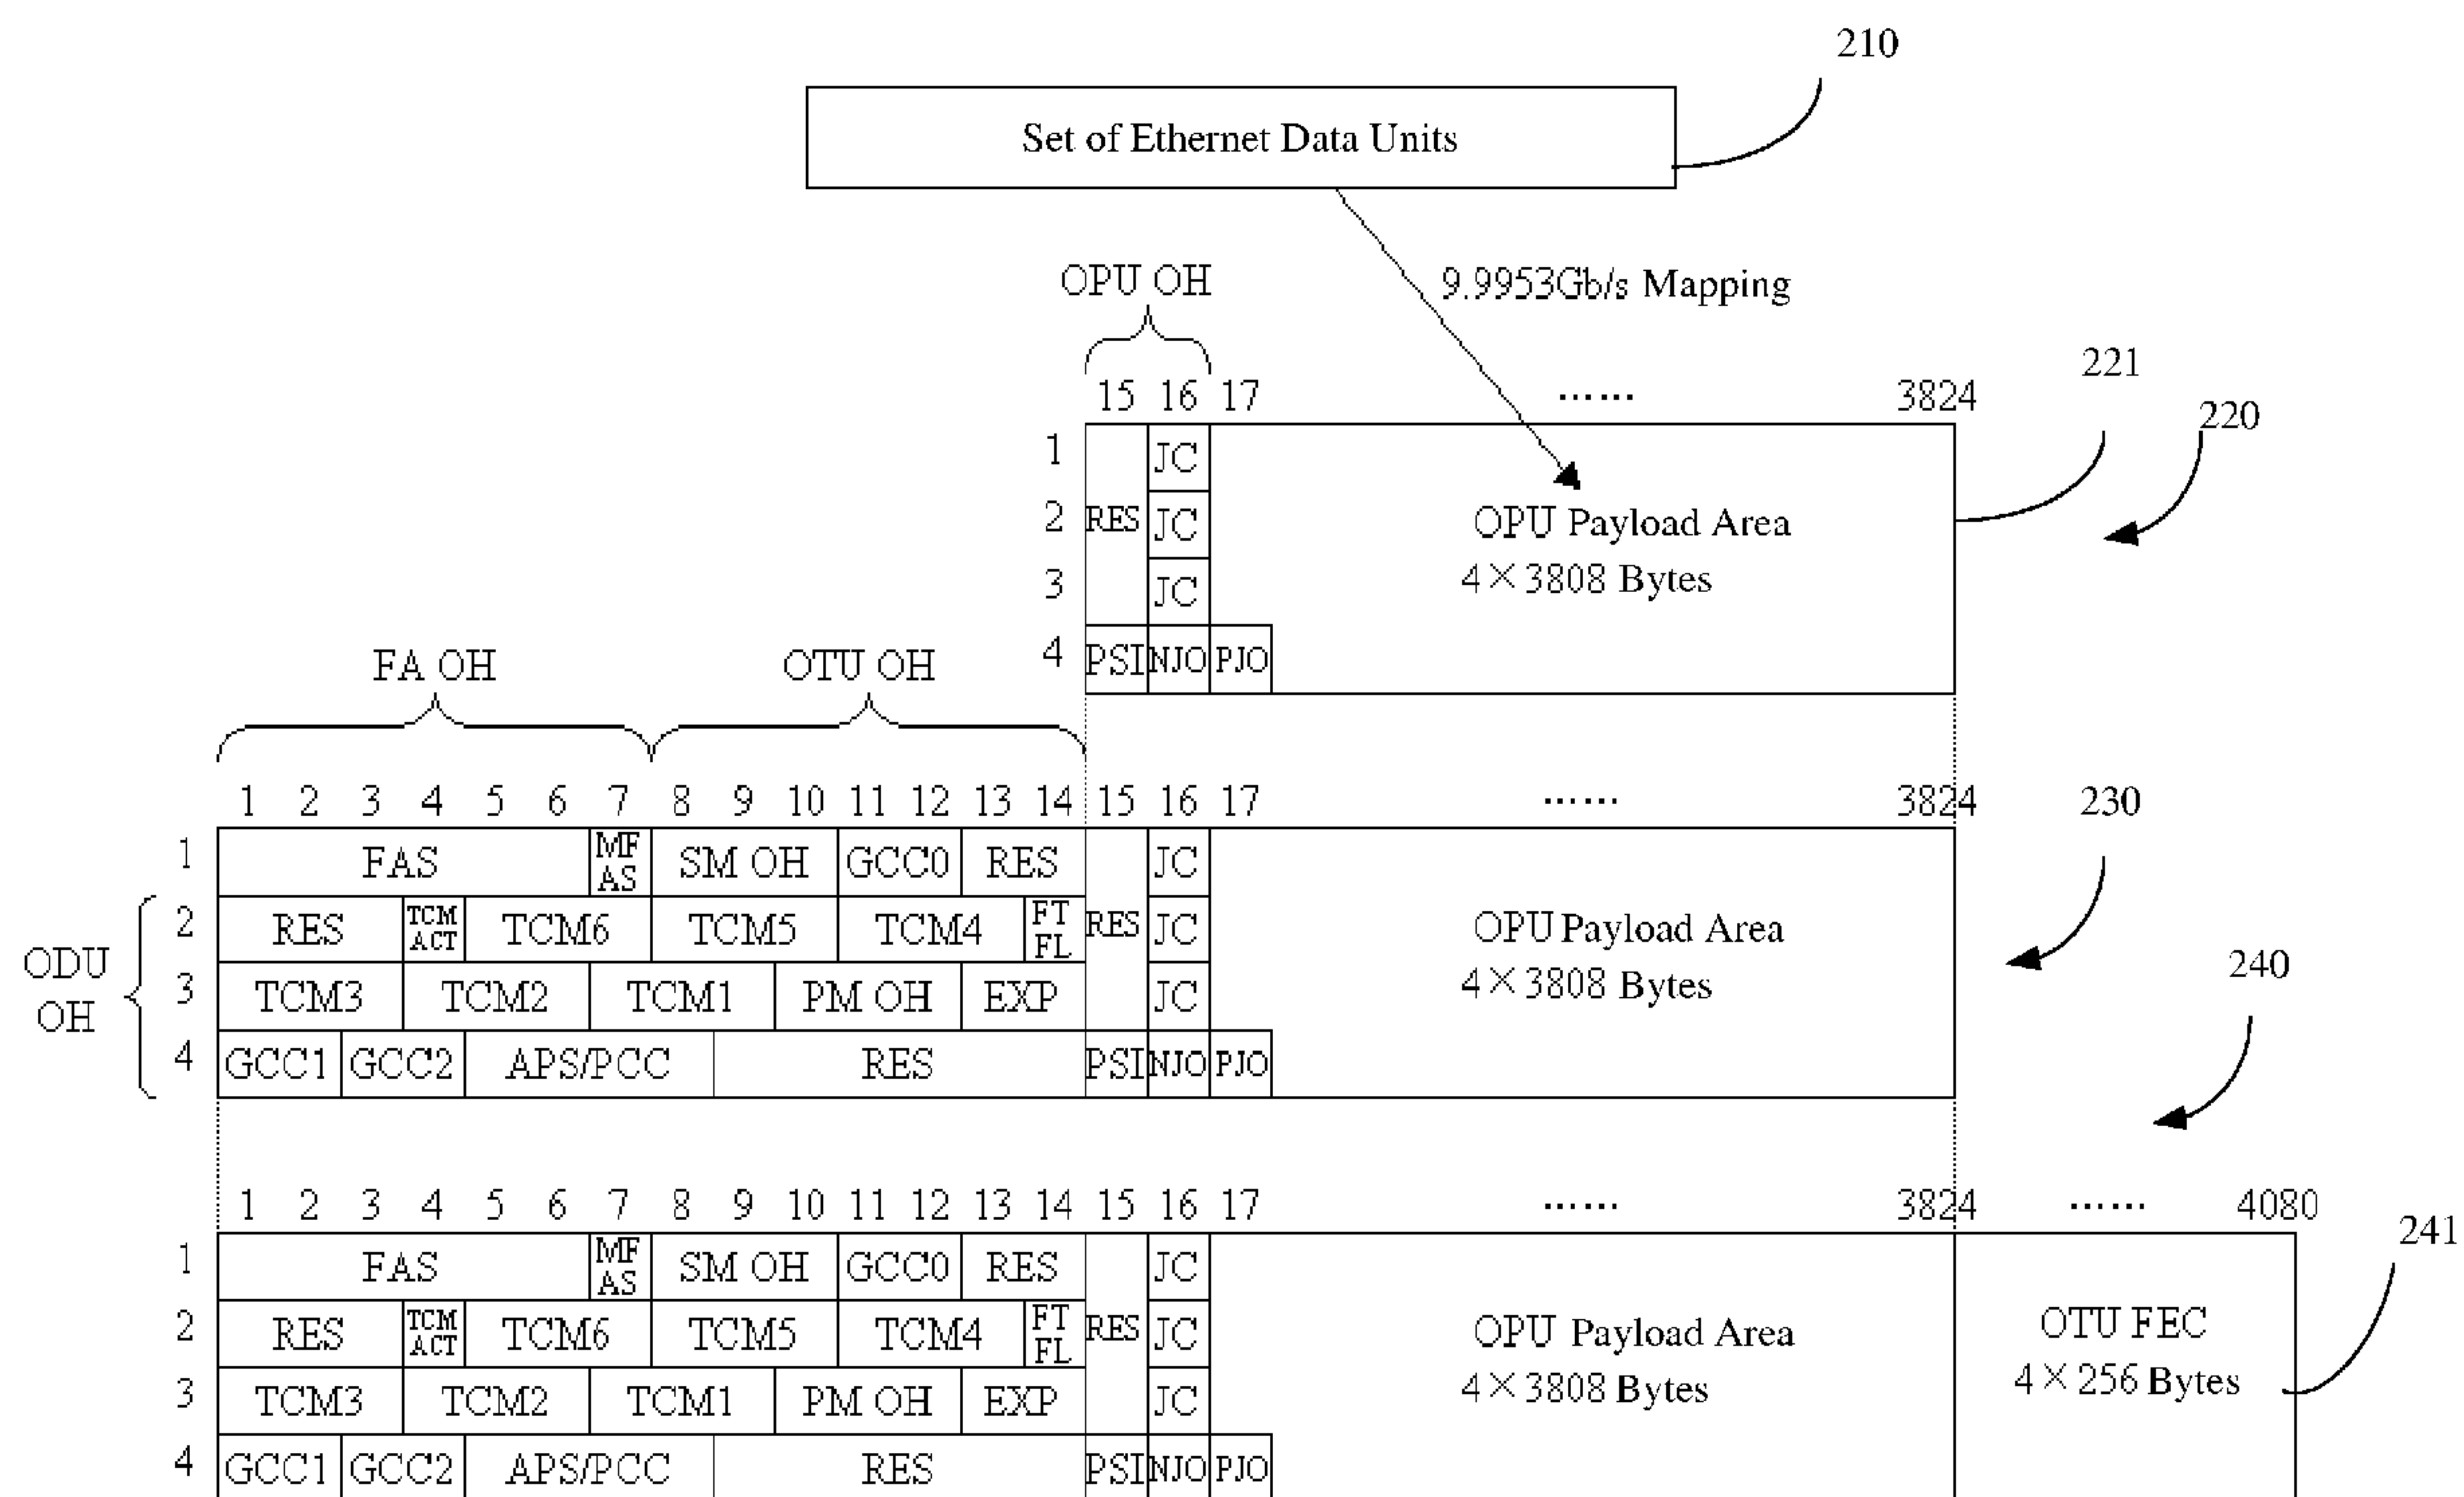 210
Set of Ethernet Data Units
OPU OH
9.9953Gb/s Mapping
15 16 17 ...... 3824
221
220
1 JC
2 RES JC OPU Payload Area
3 JC 4×3808 Bytes
4 PSI NJO PJO
FA OH OTU OH
1 2 3 4 5 6 7 8 9 10 11 12 13 14 15 16 17 ...... 3824
230
1 FAS MF AS SM OH GCC0 RES JC
2 RES TCM ACT TCM6 TCM5 TCM4 FT FL RES JC OPU Payload Area
ODU OH
240
3 TCM3 TCM2 TCM1 PM OH EXP JC 4×3808 Bytes
4 GCC1 GCC2 APS/PCC RES PSI NJO PJO
1 2 3 4 5 6 7 8 9 10 11 12 13 14 15 16 17 ...... 3824 ...... 4080
241
1 FAS MF AS SM OH GCC0 RES JC
2 RES TCM ACT TCM6 TCM5 TCM4 FT FL RES JC OPU Payload Area OTU FEC
3 TCM3 TCM2 TCM1 PM OH EXP JC 4×3808 Bytes 4×256 Bytes
4 GCC1 GCC2 APS/PCC RES PSI NJO PJO